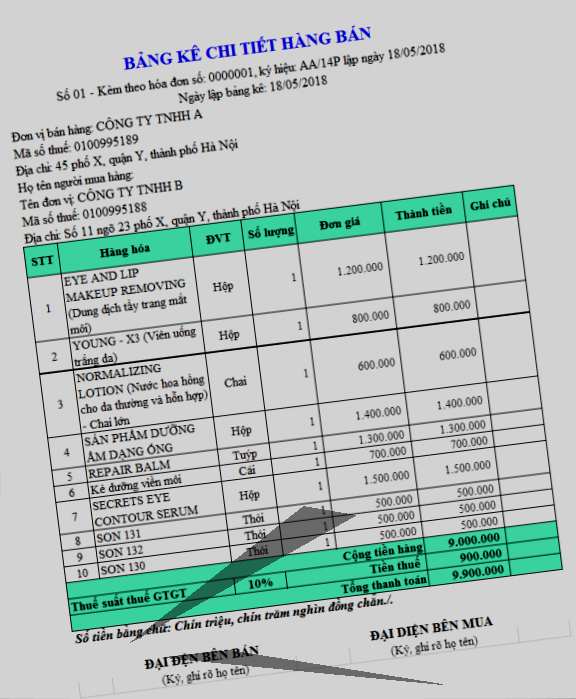 BẢNG KÊ CHI TIẾT HÀNG BÁN
Số 01 - Kèm theo hóa đơn số: 0000001, ký hiệu: AA/14P lập ngày 18/05/2018
Ngày lập bảng kê: 18/05/2018
Đơn vị bán hàng: CÔNG TY TNHH A
Mã số thuế: 0100995189
Địa chỉ: 45 phố X, quận Y, thành phố Hà Nội
Họ tên người mua hàng:
Tên đơn vị: CÔNG TY TNHH B
Mã số thuế: 0100995188
Địa chỉ: Số 11 ngõ 23 phố X, quận Y, thành phố Hà Nội
STT Hàng hóa ĐVT Số lượng Đơn giá Thành tiền Ghi chú
EYE AND LIP
MAKEUP REMOVING
1 (Dung dịch tẩy trang mắt Hộp 1 1.200.000 1.200.000
môi)
2 YOUNG - X3 (Viên uống Hộp 1 800.000 800.000
trắng da)
NORMALIZING
LOTION (Nước hoa hồng
3 cho da thường và hỗn hợp) Chai 1 600.000 600.000
- Chai lớn
4 SẢN PHẨM DƯỠNG Hộp 1 1.400.000 1.400.000
ẨM DẠNG ỐNG
5 REPAIR BALM Tuýp 1 1.300.000 1.300.000
6 Kẻ dưỡng viền môi Cái 1 700.000 700.000
7 SECRETS EYE Hộp 1 1.500.000 1.500.000
CONTOUR SERUM
8 SON 131 Thỏi 1 500.000 500.000
9 SON 132 Thỏi 1 500.000 500.000
10 SON 130 Thỏi 1 500.000 500.000
Cộng tiền hàng 9.000.000
Thuế suất thuế GTGT 10% Tiền thuế 900.000
Tổng thanh toán 9.900.000
Số tiền bằng chữ: Chín triệu, chín trăm nghìn đồng chẵn./.
ĐẠI DIỆN BÊN BÁN ĐẠI DIỆN BÊN MUA
(Ký, ghi rõ họ tên) (Ký, ghi rõ họ tên)